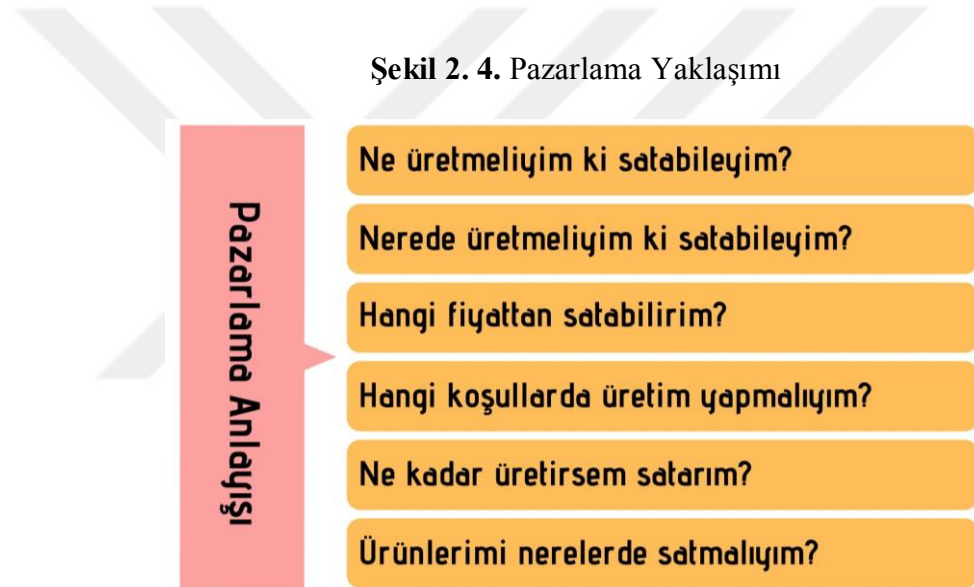 Şekil 2. 4. Pazarlama Yaklaşımı
Pazarlama Anlayışı
Ne üretmeliyim ki satabileyim?
Nerede üretmeliyim ki satabileyim?
Hangi fiyattan satabilirim?
Hangi koşullarda üretim yapmalıyım?
Ne kadar üretirsem satarım?
Ürünlerimi nerelerde satmalıyım?